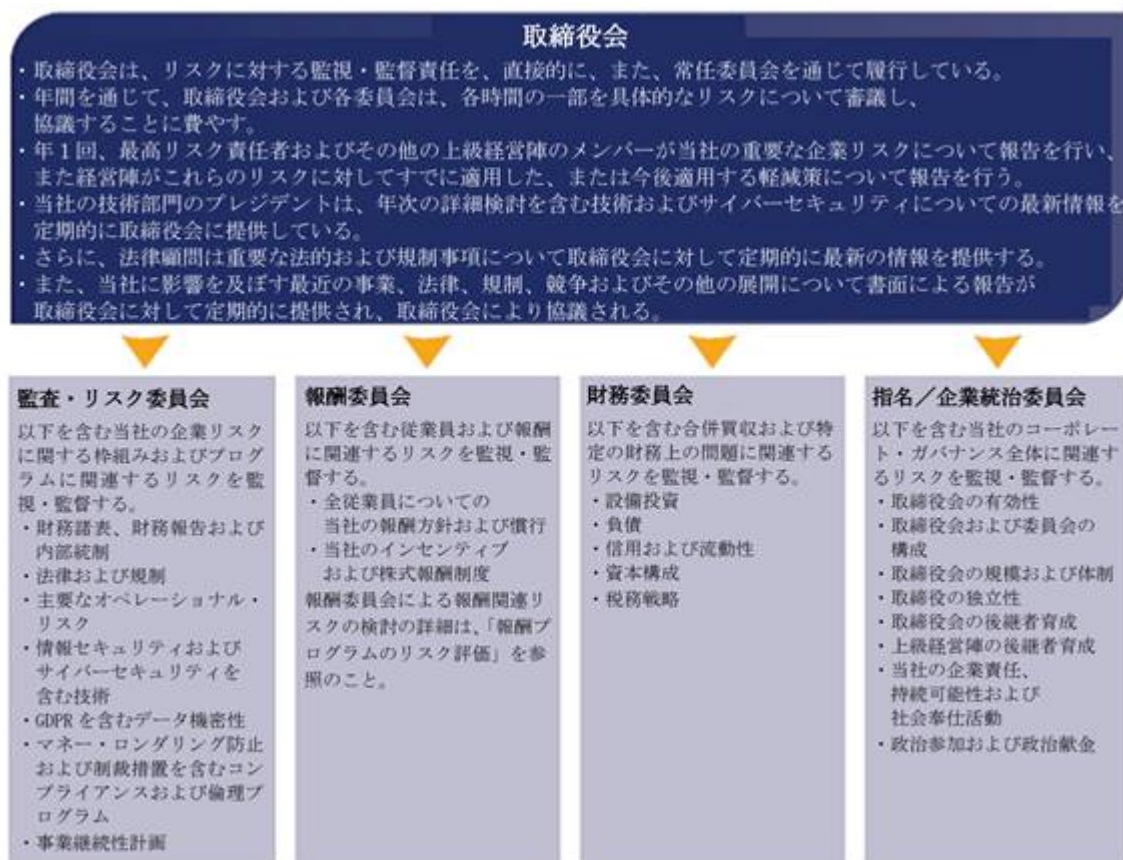 取締役会
・取締役会は、リスクに対する監視・監督責任を、直接的に、また、常任委員会を通じて履行している。
・年間を通じて、取締役会および各委員会は、各時間の一部を具体的なリスクについて審議し、
協議することに費やす。
・年１回、最高リスク責任者およびその他の上級経営陣のメンバーが当社の重要な企業リスクについて報告を行い、
また経営陣がこれらのリスクに対してすでに適用した、または今後適用する軽減策について報告を行う。
・当社の技術部門のプレジデントは、年次の詳細検討を含む技術およびサイバーセキュリティについての最新情報を
定期的に取締役会に提供している。
・さらに、法律顧問は重要な法的および規制事項について取締役会に対して定期的に最新の情報を提供する。
・また、当社に影響を及ぼす最近の事業、法律、規制、競争およびその他の展開について書面による報告が
取締役会に対して定期的に提供され、取締役会により協議される。
監査・リスク委員会
以下を含む当社の企業リスク
に関する枠組みおよびプログ
ラムに関連するリスクを監
視・監督する。
・財務諸表、財務報告および
内部統制
・法律および規制
・主要なオペレーショナル・
リスク
・情報セキュリティおよび
サイバーセキュリティを
含む技術
・GDPR を含むデータ機密性
・マネー・ロンダリング防止
および制裁措置を含むコン
プライアンスおよび倫理プ
ログラム
・事業継続性計画
報酬委員会
以下を含む従業員および報酬
に関連するリスクを監視・監
督する。
・全従業員についての
当社の報酬方針および慣行
・当社のインセンティブ
および株式報酬制度
報酬委員会による報酬関連リ
スクの検討の詳細は、「報酬プ
ログラムのリスク評価」を参
照のこと。
財務委員会
以下を含む合併買収および特
定の財務上の問題に関連する
リスクを監視・監督する。
・設備投資
・負債
・信用および流動性
・資本構成
・税務戦略
指名／企業統治委員会
以下を含む当社のコーポレー
ト・ガバナンス全体に関連す
るリスクを監視・監督する。
・取締役会の有効性
・取締役会および委員会の
構成
・取締役会の規模および体制
・取締役の独立性
・取締役会の後継者育成
・上級経営陣の後継者育成
・当社の企業責任、
持続可能性および
社会奉仕活動
・政治参加および政治献金